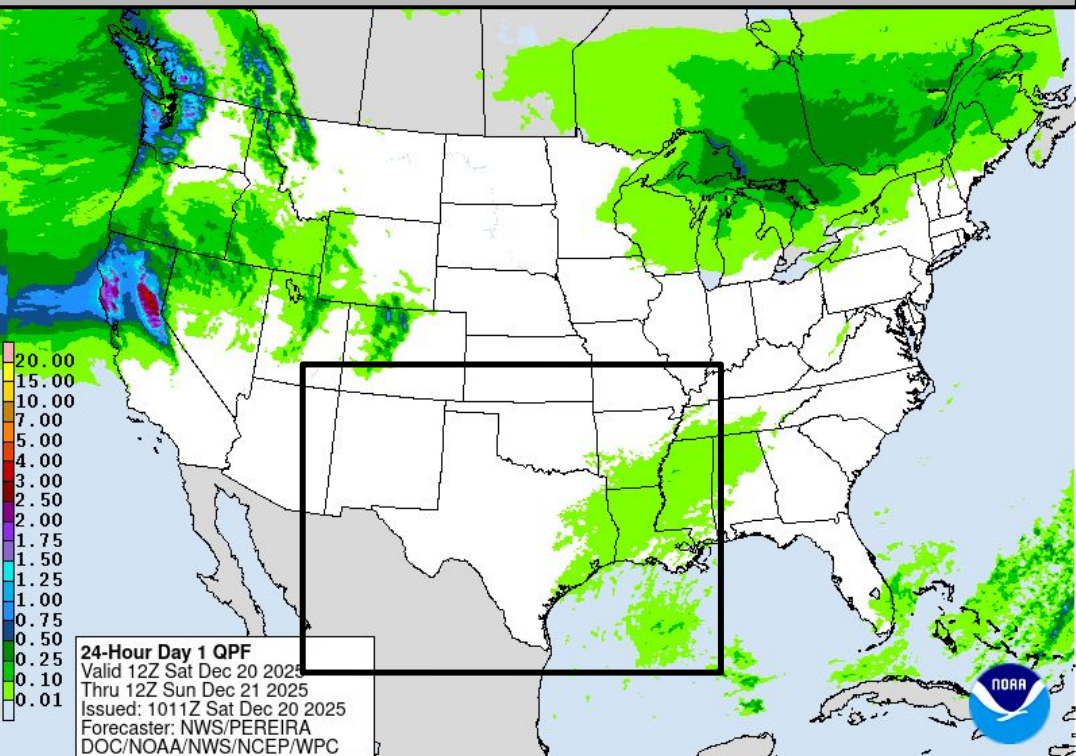 20.00
15.00
10.00
7.00
5.00
4.00
3.00
2.50
2.00
1.75
1.50
1.25
1.00
0.75
0.50
0.25
0.10
0.01
24-Hour Day 1 QPF
Valid 12Z Sat Dec 20 2025
Thru 12Z Sun Dec 21 2025
Issued: 1011Z Sat Dec 20 2025
Forecaster: NWS/PEREIRA
DOC/NOAA/NWS/NCEP/WPC
NOAA